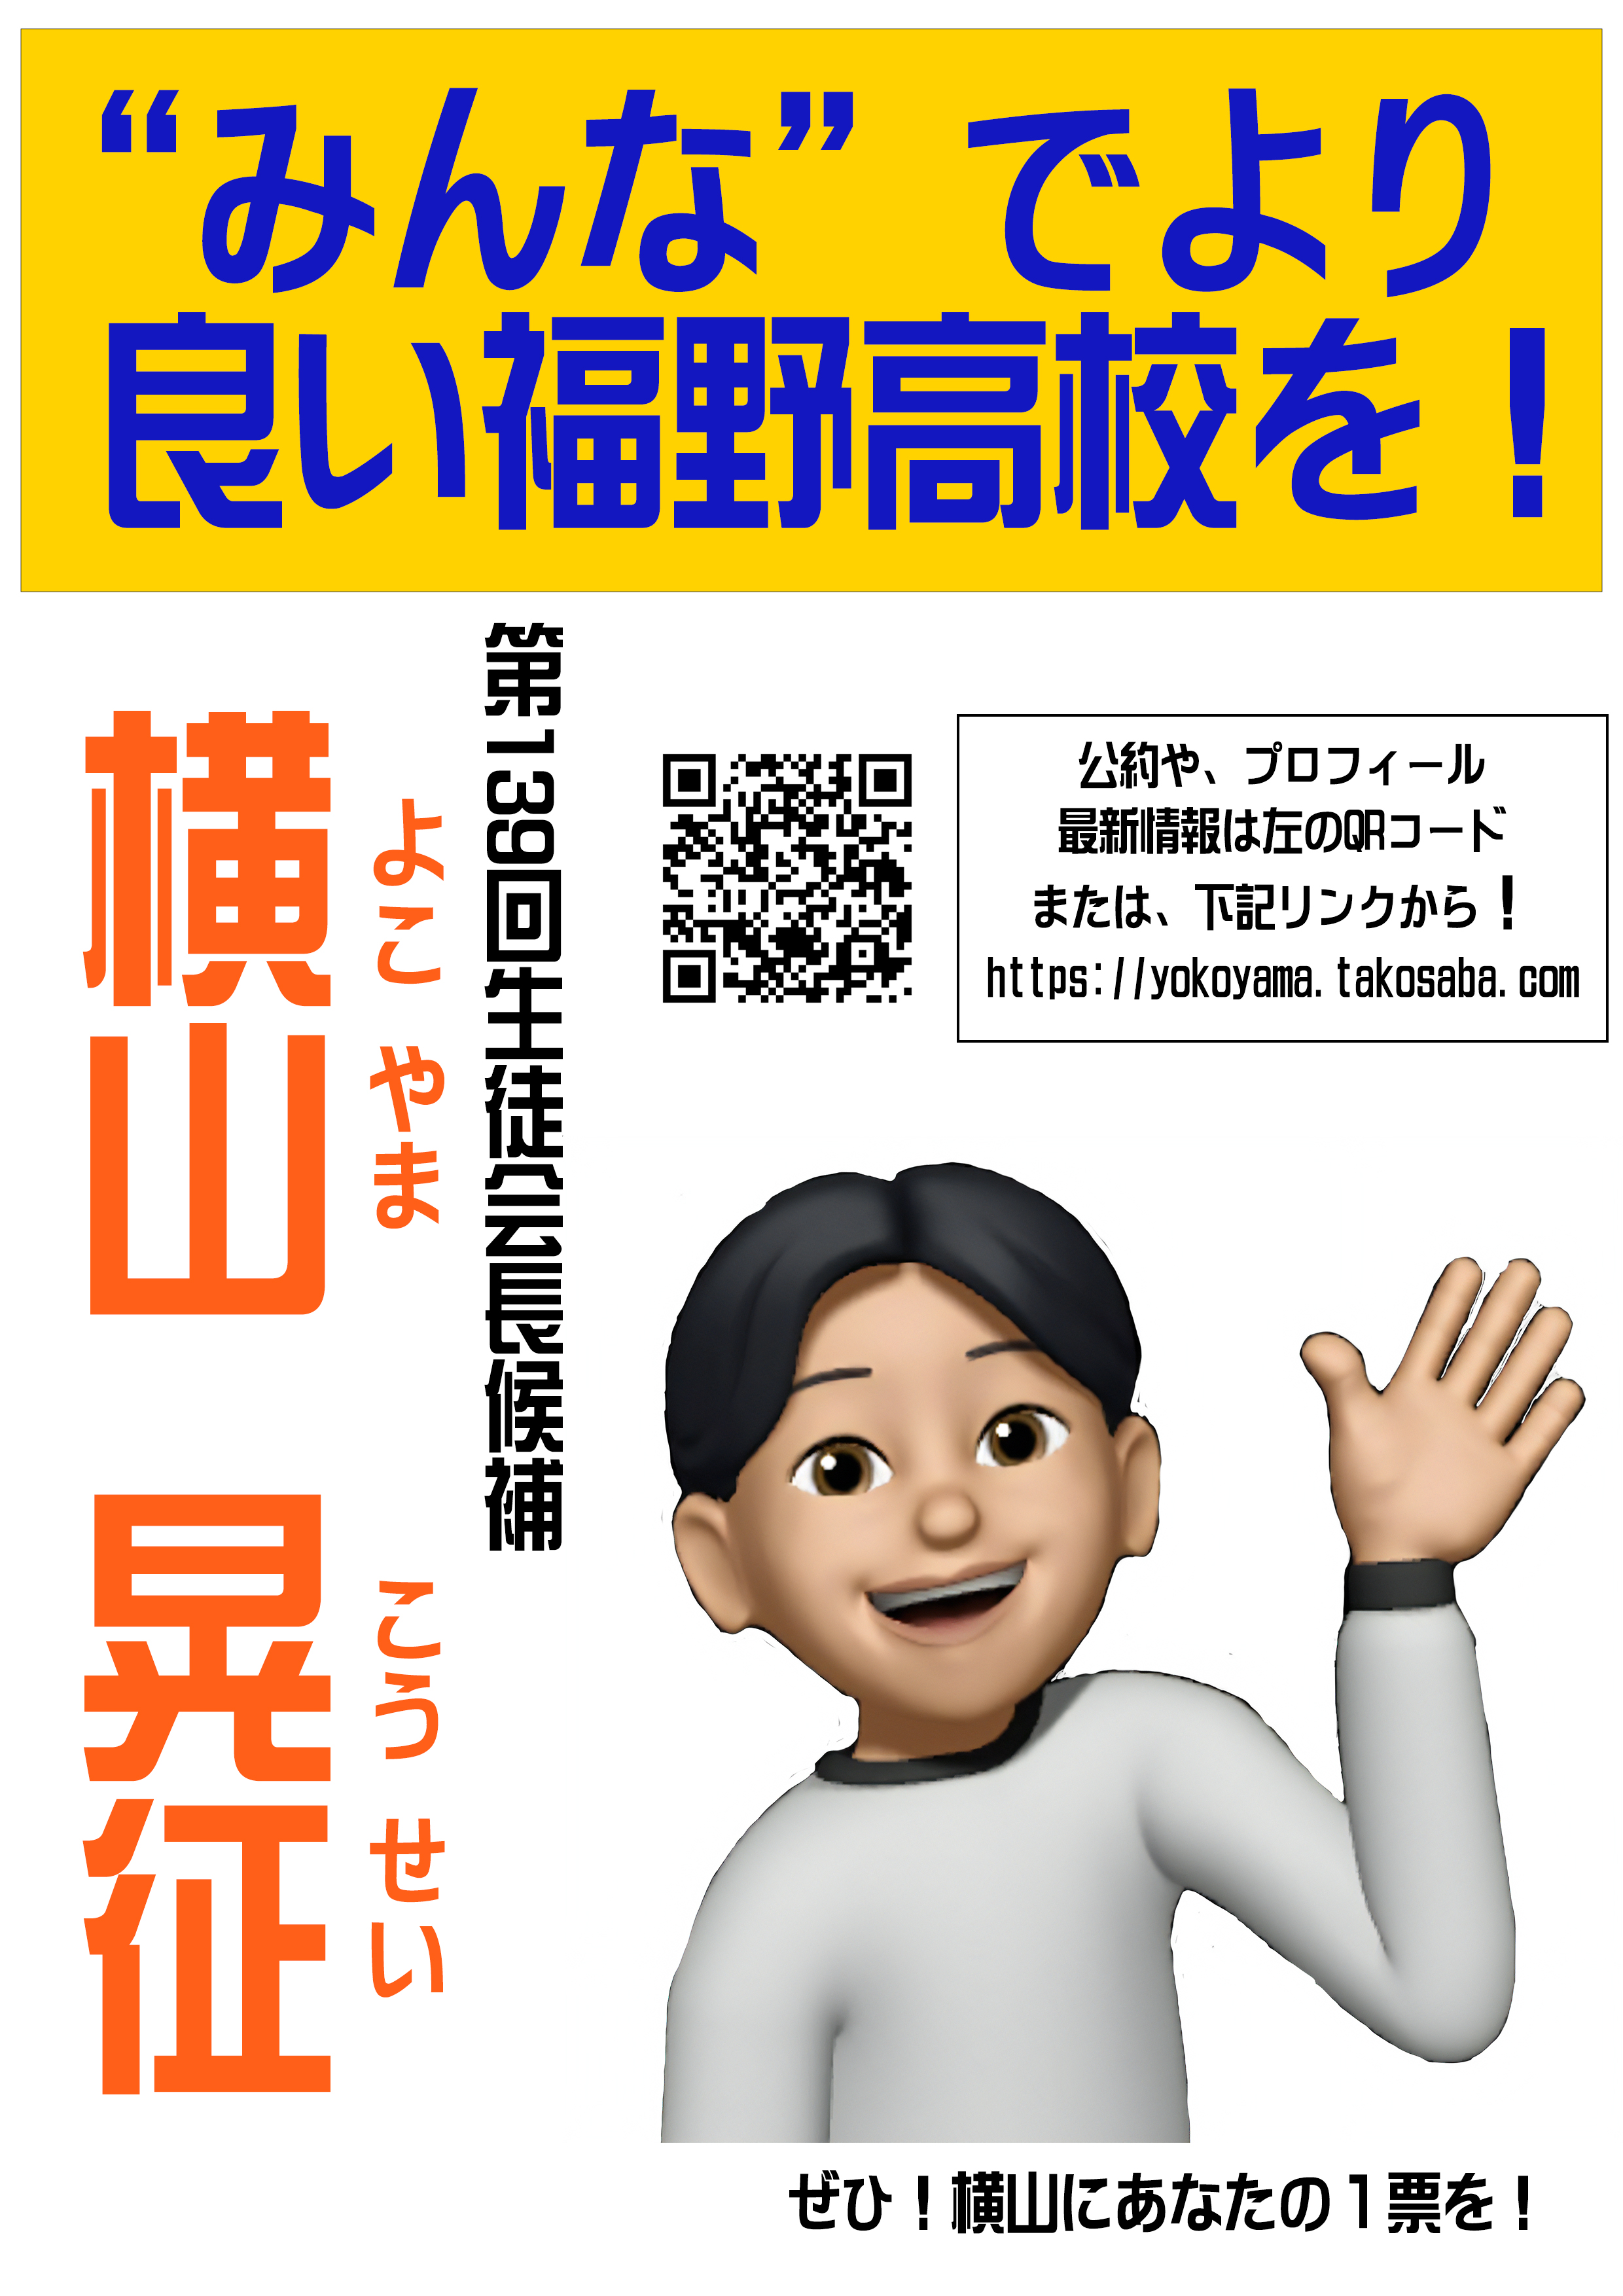 “みんな”でより
良い福野高校を！
第139回生徒会長候補
よこ やま
こう せい
横山 晃征
公約や、プロフィール
最新情報は左のQRコード
または、下記リンクから！
https://yokoyama.takosaba.com
ぜひ！横山にあなたの１票を！